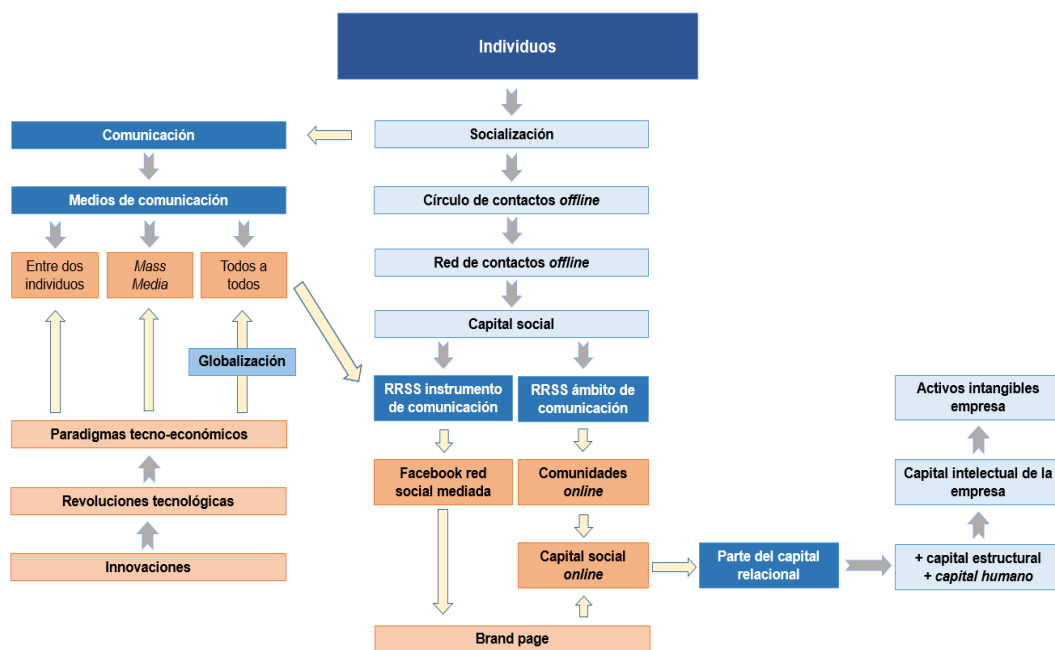 Individuos
Comunicación
Socialización
Medios de comunicación
Círculo de contactos offline
Entre dos
individuos
Mass
Media
Todos a
todos
Red de contactos offline
Capital social
Globalización
RRSS instrumento
de comunicación
RRSS ámbito de
comunicación
Activos intangibles
empresa
Paradigmas tecno-económicos
Facebook red
social mediada
Comunidades
online
Capital intelectual de la
empresa
Revoluciones tecnológicas
Innovaciones
Capital social
online
Parte del capital
relacional
+ capital estructural
+ capital humano
Brand page